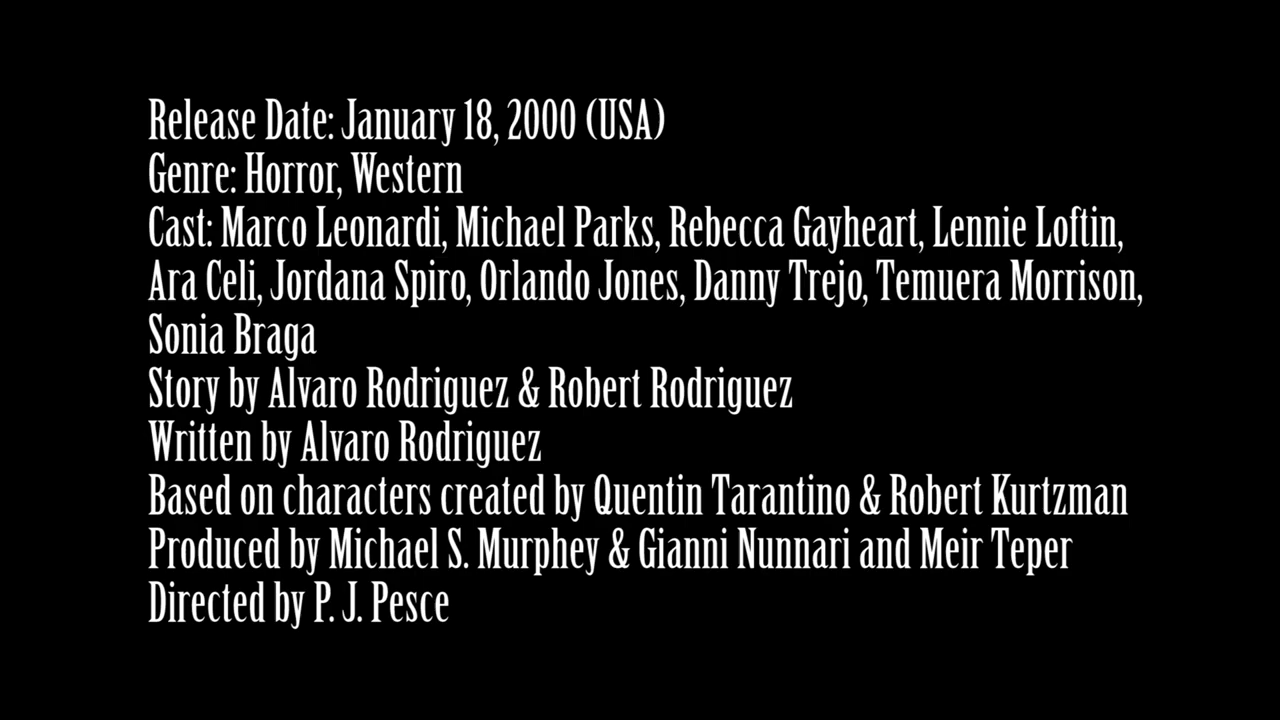 Release Date: January 18, 2000 (USA)
Genre: Horror, Western
Cast: Marco Leonardi, Michael Parks, Rebecca Gayheart, Lennie Loftin,
Ara Celi, Jordana Spiro, Orlando Jones, Danny Trejo, Temuera Morrison,
Sonia Braga
Story by Alvaro Rodriguez & Robert Rodriguez
Written by Alvaro Rodriguez
Based on characters created by Quentin Tarantino & Robert Kurtzman
Produced by Michael S. Murphey & Gianni Nunnari and Meir Teper
Directed by P. J. Pesce